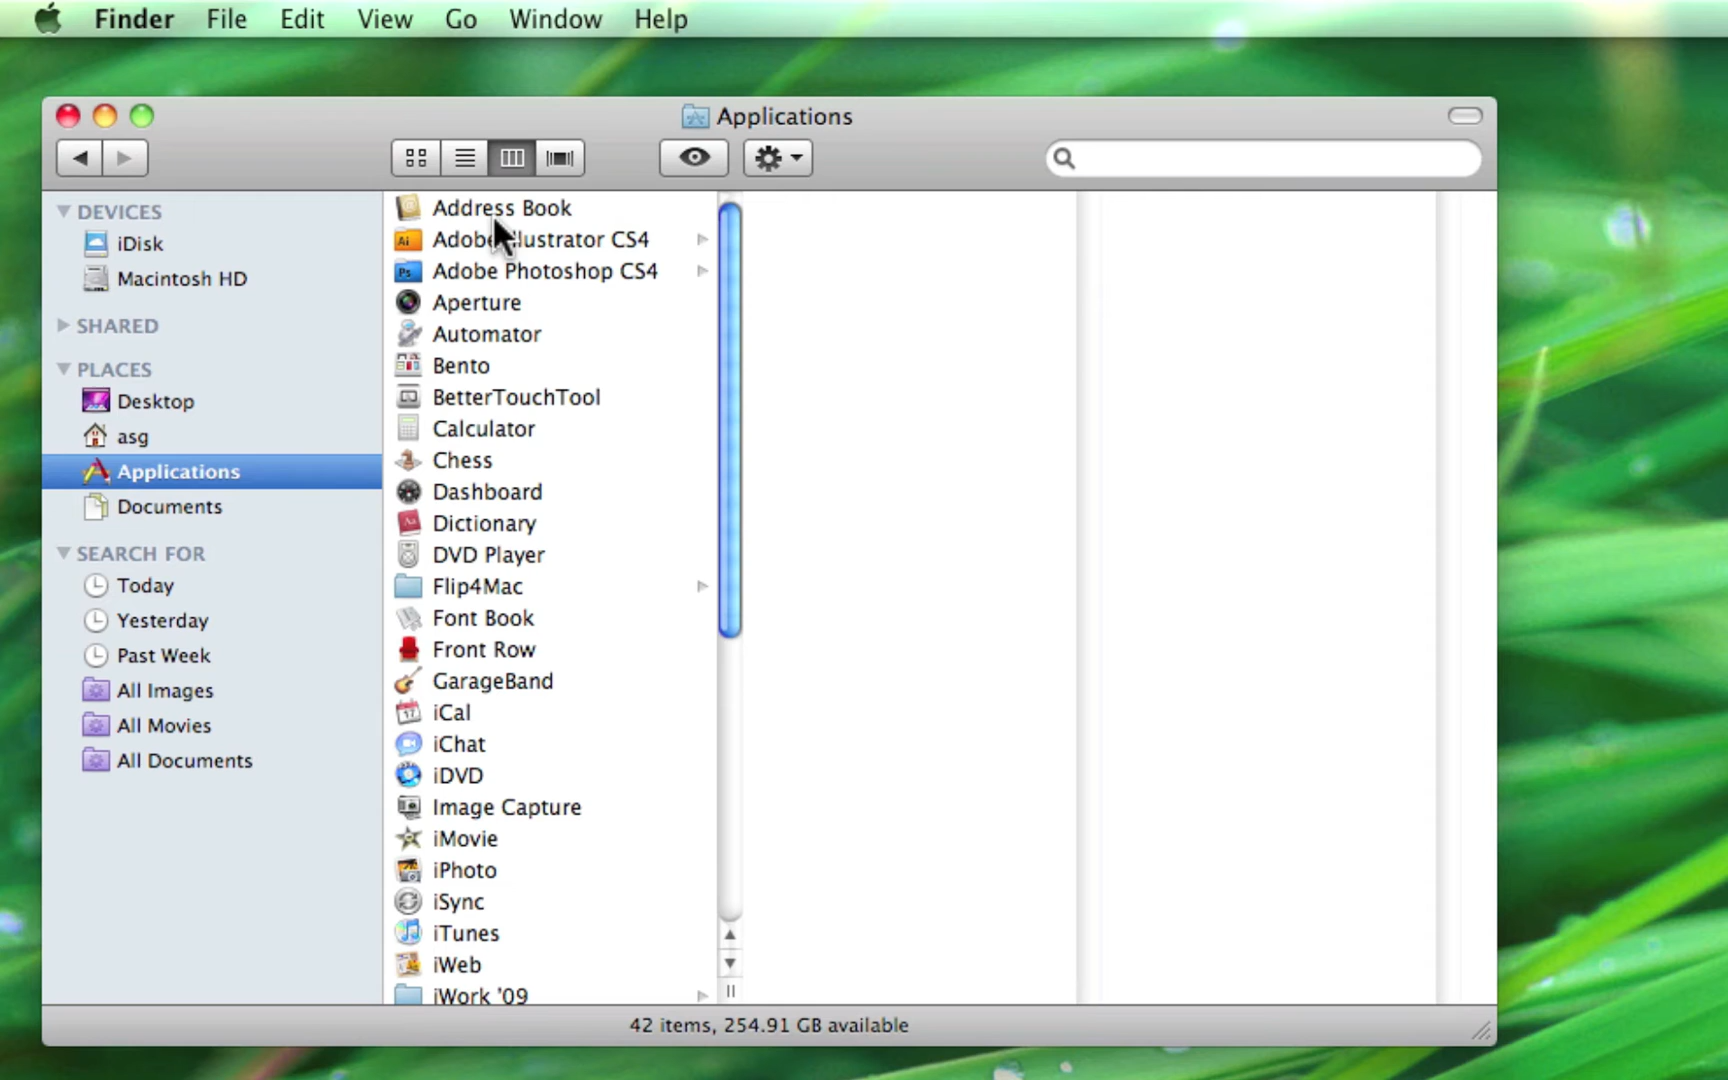 Finder File Edit View Go Window Help
Applications
DEVICES
iDisk
Macintosh HD
SHARED
PLACES
Desktop
asg
Applications
Documents
SEARCH FOR
Today
Yesterday
Past Week
All Images
All Movies
All Documents
Address Book
Adobe Illustrator CS4
Adobe Photoshop CS4
Aperture
Automator
Bento
BetterTouchTool
Calculator
Chess
Dashboard
Dictionary
DVD Player
Flip4Mac
Font Book
Front Row
GarageBand
iCal
iChat
iDVD
Image Capture
iMovie
iPhoto
iSync
iTunes
iWeb
iWork '09
42 items, 254.91 GB available